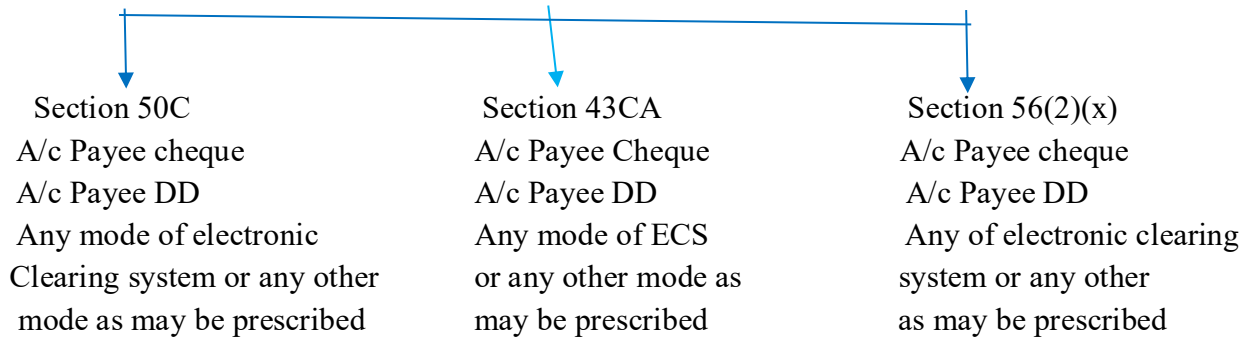 Section 50C
A/c Payee cheque
A/c Payee DD
Any mode of electronic
Clearing system or any other
mode as may be prescribed
Section 43CA
A/c Payee Cheque
A/c Payee DD
Any mode of ECS
or any other mode as
may be prescribed
Section 56(2)(x)
A/c Payee cheque
A/c Payee DD
Any of electronic clearing
system or any other
as may be prescribed